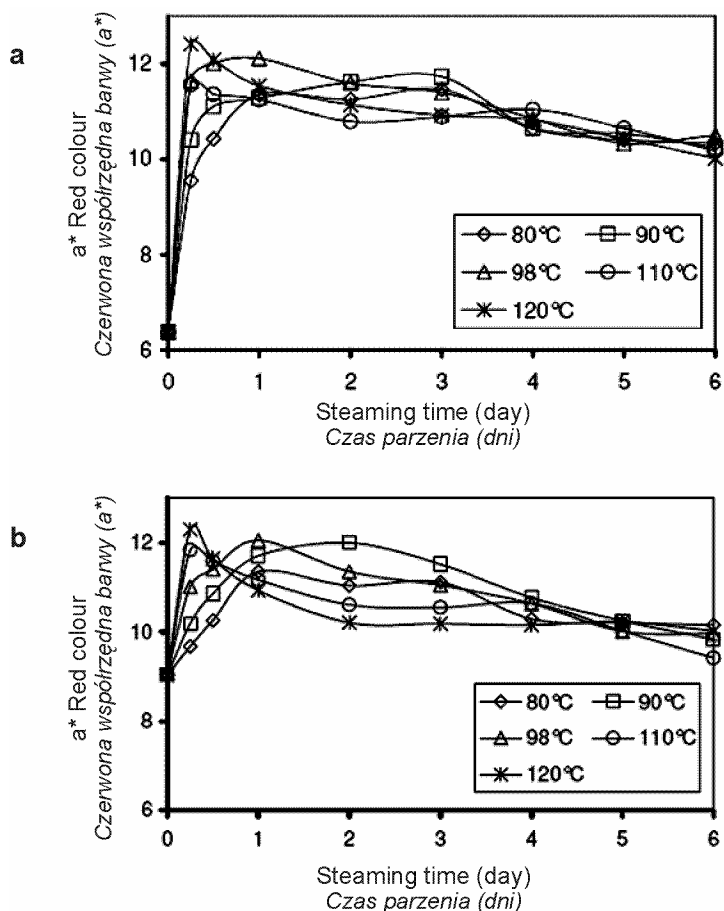 a
a* Red colour
Czerwona współrzędna barwy (a*)
12
10
8
6
80°C 90°C
98°C 110°C
120°C
0 1 2 3 4 5 6
Steaming time (day)
Czas parzenia (dni)
b
a* Red colour
Czerwona współrzędna barwy (a*)
12
10
8
6
80°C 90°C
98°C 110°C
120°C
0 1 2 3 4 5 6
Steaming time (day)
Czas parzenia (dni)